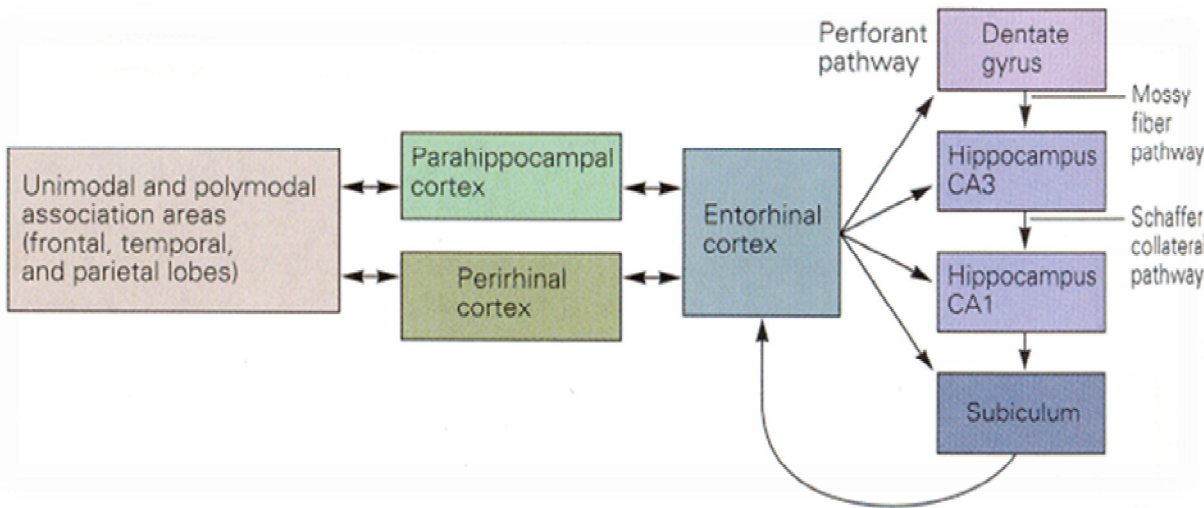 Unimodal and polymodal
association areas
(frontal, temporal,
and parietal lobes)
Parahippocampal
cortex
Perirhinal
cortex
Entorhinal
cortex
Perforant
pathway
Dentate
gyrus
Mossy
fiber
pathway
Hippocampus
CA3
Schaffer
collateral
pathway
Hippocampus
CA1
Subiculum